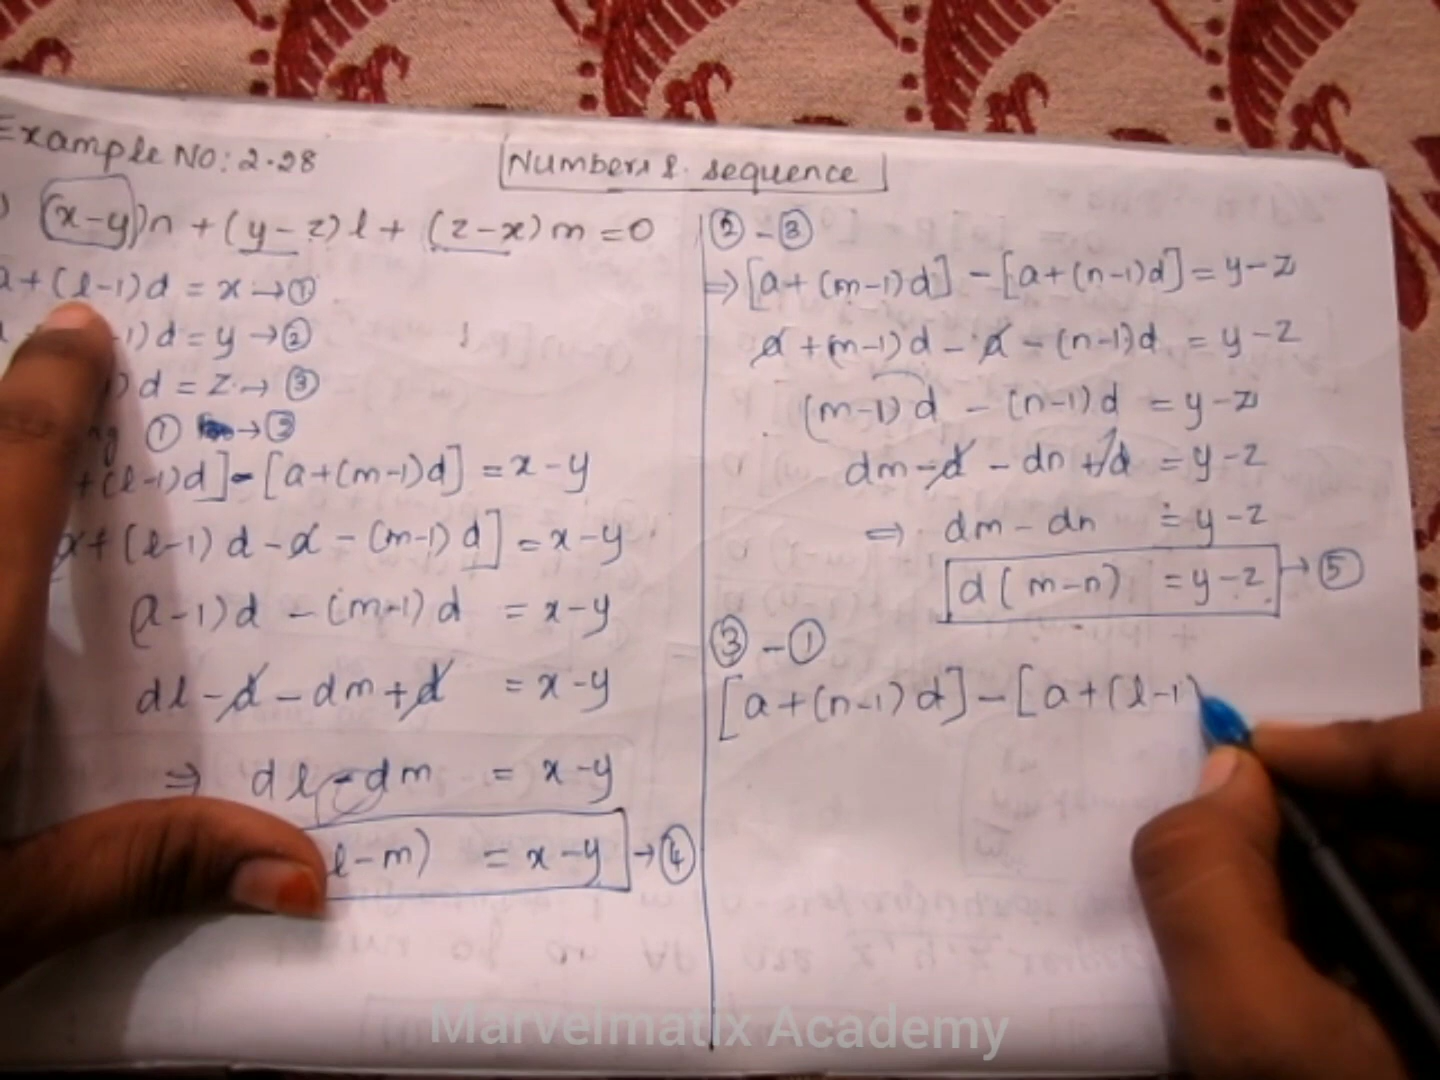 Example NO: 2.28
Numbers & sequence
(x-y)n + (y-z)l + (z-x)m = 0
a+(l-1)d = x → ①
-1)d = y → ②
)d = z → ③
① → ②
+(l-1)d] - [a+(m-1)d] = x-y
a+(l-1)d - a - (m-1)d] = x-y
(l-1)d - (m-1)d = x-y
dl - d - dm + d = x-y
⇒ dl - dm = x-y
l-m) = x-y → ④
② - ③
⇒ [a+(m-1)d] - [a+(n-1)d] = y-z
a+(m-1)d - a - (n-1)d = y-z
(m-1)d - (n-1)d = y-z
dm - d - dn + d = y-z
⇒ dm - dn = y-z
d(m-n) = y-z → ⑤
③ - ①
[a+(n-1)d] - [a+(l-1)
Marvelmatix Academy